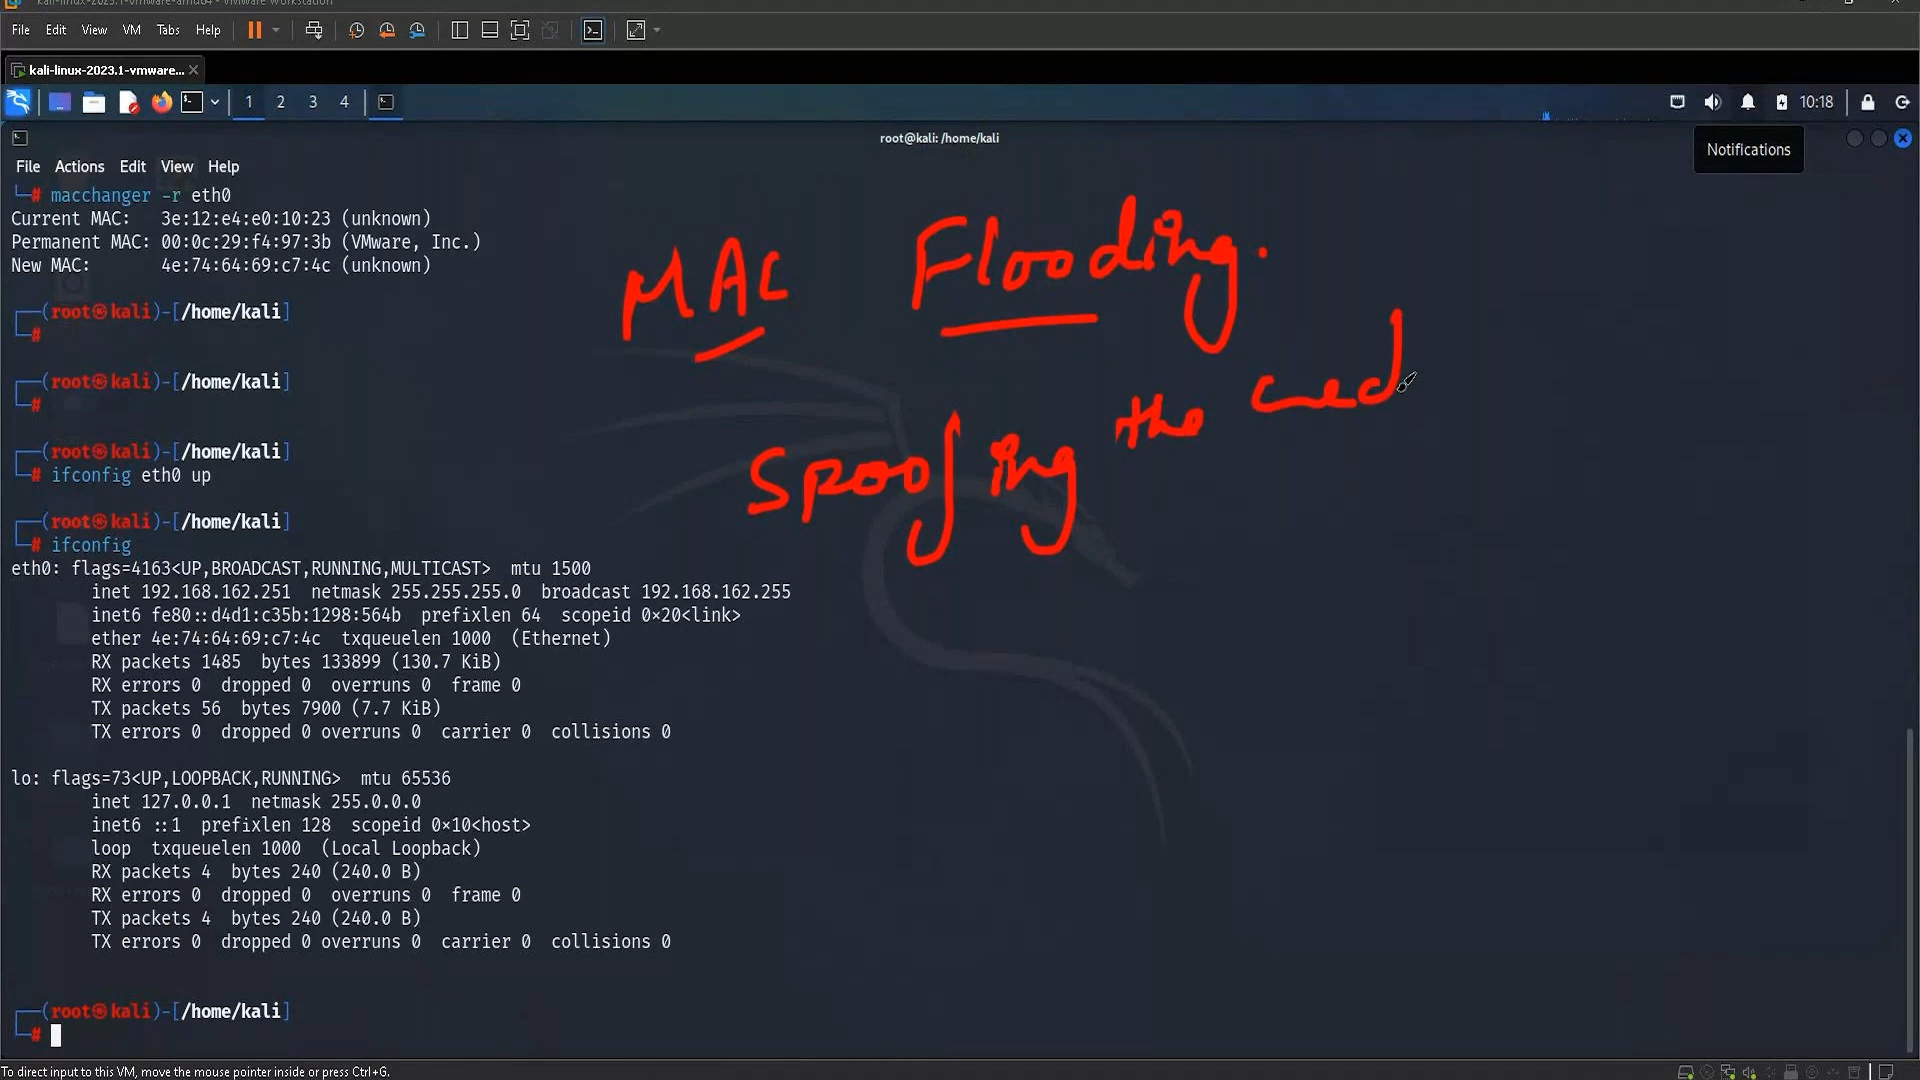 kali-linux-2023.1-vmware-amd64 - VMware Workstation
File Edit View VM Tabs Help
kali-linux-2023.1-vmware...
1 2 3 4
10:18
root@kali: /home/kali
Notifications
File Actions Edit View Help
└─# macchanger -r eth0
Current MAC:   3e:12:e4:e0:10:23 (unknown)
Permanent MAC: 00:0c:29:f4:97:3b (VMware, Inc.)
New MAC:       4e:74:64:69:c7:4c (unknown)
┌──(root㉿kali)-[/home/kali]
└─#
┌──(root㉿kali)-[/home/kali]
└─#
┌──(root㉿kali)-[/home/kali]
└─# ifconfig eth0 up
┌──(root㉿kali)-[/home/kali]
└─# ifconfig
eth0: flags=4163<UP,BROADCAST,RUNNING,MULTICAST>  mtu 1500
        inet 192.168.162.251  netmask 255.255.255.0  broadcast 192.168.162.255
        inet6 fe80::d4d1:c35b:1298:564b  prefixlen 64  scopeid 0×20<link>
        ether 4e:74:64:69:c7:4c  txqueuelen 1000  (Ethernet)
        RX packets 1485  bytes 133899 (130.7 KiB)
        RX errors 0  dropped 0  overruns 0  frame 0
        TX packets 56  bytes 7900 (7.7 KiB)
        TX errors 0  dropped 0 overruns 0  carrier 0  collisions 0
lo: flags=73<UP,LOOPBACK,RUNNING>  mtu 65536
        inet 127.0.0.1  netmask 255.0.0.0
        inet6 ::1  prefixlen 128  scopeid 0×10<host>
        loop  txqueuelen 1000  (Local Loopback)
        RX packets 4  bytes 240 (240.0 B)
        RX errors 0  dropped 0  overruns 0  frame 0
        TX packets 4  bytes 240 (240.0 B)
        TX errors 0  dropped 0 overruns 0  carrier 0  collisions 0
┌──(root㉿kali)-[/home/kali]
└─#
MAC Flooding.
Spoofing the cred
To direct input to this VM, move the mouse pointer inside or press Ctrl+G.